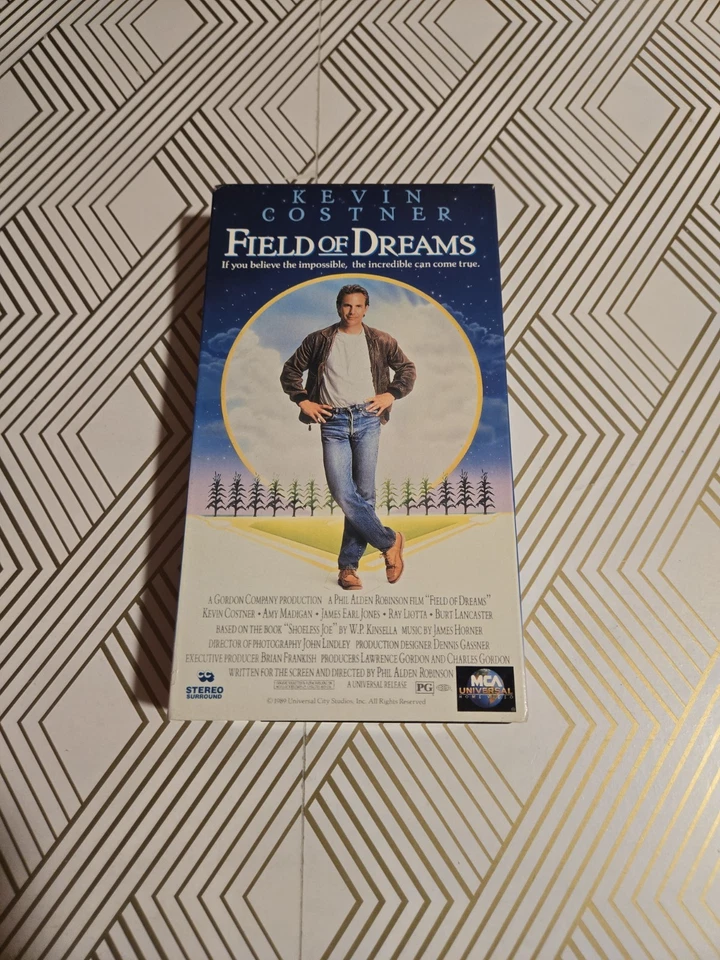 KEVIN
COSTNER
FIELD OF DREAMS
If you believe the impossible, the incredible can come true.
A GORDON COMPANY PRODUCTION A PHIL ALDEN ROBINSON FILM "FIELD OF DREAMS"
KEVIN COSTNER • AMY MADIGAN • JAMES EARL JONES • RAY LIOTTA • BURT LANCASTER
BASED ON THE BOOK "SHOELESS JOE" BY W.P. KINSELLA MUSIC BY JAMES HORNER
DIRECTOR OF PHOTOGRAPHY JOHN LINDLEY PRODUCTION DESIGNER DENNIS GASSNER
EXECUTIVE PRODUCER BRIAN FRANKISH PRODUCERS LAWRENCE GORDON AND CHARLES GORDON
WRITTEN FOR THE SCREEN AND DIRECTED BY PHIL ALDEN ROBINSON
STEREO
SURROUND
A UNIVERSAL RELEASE PG
MCA
UNIVERSAL
HOME VIDEO
©1989 Universal City Studios, Inc. All Rights Reserved